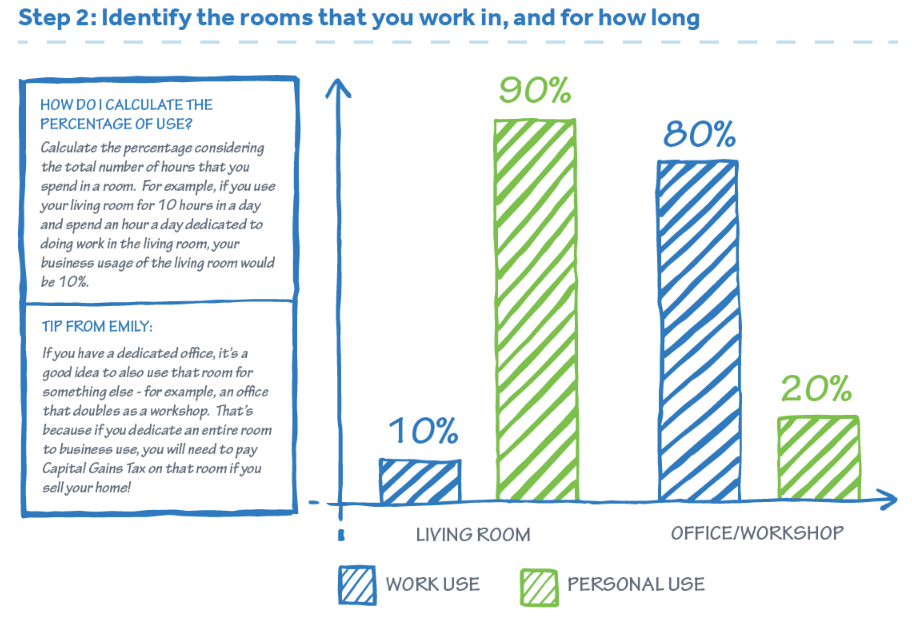 Step 2: Identify the rooms that you work in, and for how long
HOW DO I CALCULATE THE
PERCENTAGE OF USE?
Calculate the percentage considering
the total number of hours that you
spend in a room. For example, if you use
your living room for 10 hours in a day
and spend an hour a day dedicated to
doing work in the living room, your
business usage of the living room would
be 10%.
TIP FROM EMILY:
If you have a dedicated office, it's a
good idea to also use that room for
something else - for example, an office
that doubles as a workshop. That's
because if you dedicate an entire room
to business use, you will need to pay
Capital Gains Tax on that room if you
sell your home!
10%
90%
80%
20%
LIVING ROOM
OFFICE/WORKSHOP
WORK USE
PERSONAL USE